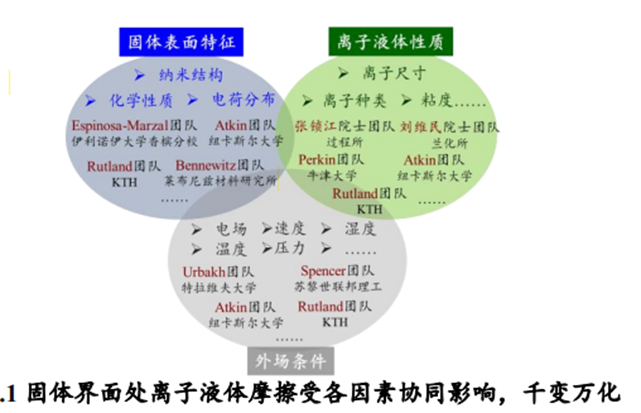 固体表面特征
离子液体性质
➢ 纳米结构
➢ 化学性质 ➢ 电荷分布
Espinosa-Marzal团队 Atkin团队
伊利诺伊大学香槟分校 纽卡斯尔大学
Rutland团队 Bennewitz团队
KTH 莱布尼兹材料研究所
......
➢ 离子尺寸
➢ 离子种类 ➢ 粘度......
张锁江院士团队 刘维民院士团队
过程所 兰化所
Perkin团队 Atkin团队
牛津大学 纽卡斯尔大学
Rutland团队 ......
KTH
➢ 电场 ➢速度 ➢ 湿度
➢ 温度 ➢压力 ➢ ......
Urbakh团队 Spencer团队
特拉维夫大学 苏黎世联邦理工
Atkin团队 Rutland团队
纽卡斯尔大学 KTH
......
外场条件
.1 固体界面处离子液体摩擦受各因素协同影响，千变万化